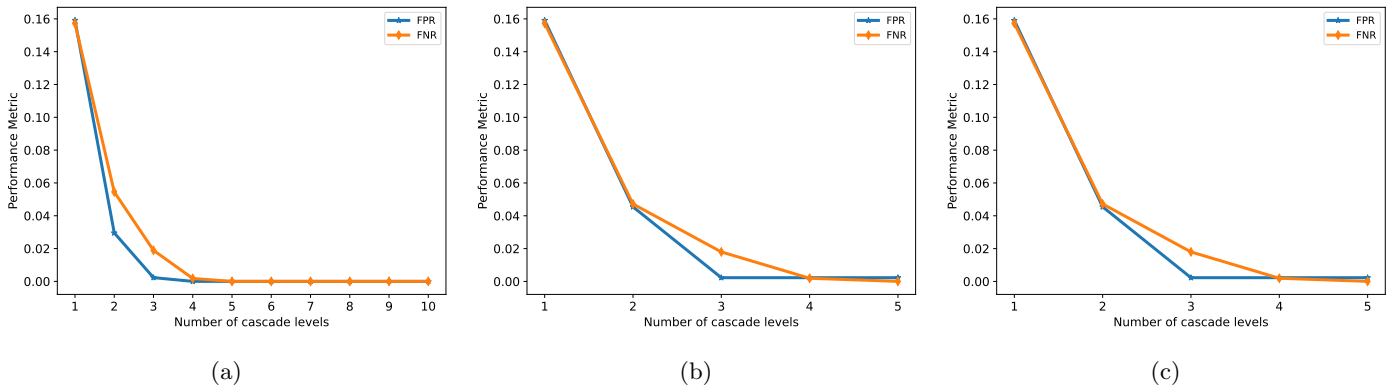 0.16
0.14
0.12
0.10
0.08
0.06
0.04
0.02
0.00
Performance Metric
FPR
FNR
1 2 3 4 5 6 7 8 9 10
Number of cascade levels
(a)
0.16
0.14
0.12
0.10
0.08
0.06
0.04
0.02
0.00
Performance Metric
FPR
FNR
1 2 3 4 5
Number of cascade levels
(b)
0.16
0.14
0.12
0.10
0.08
0.06
0.04
0.02
0.00
Performance Metric
FPR
FNR
1 2 3 4 5
Number of cascade levels
(c)